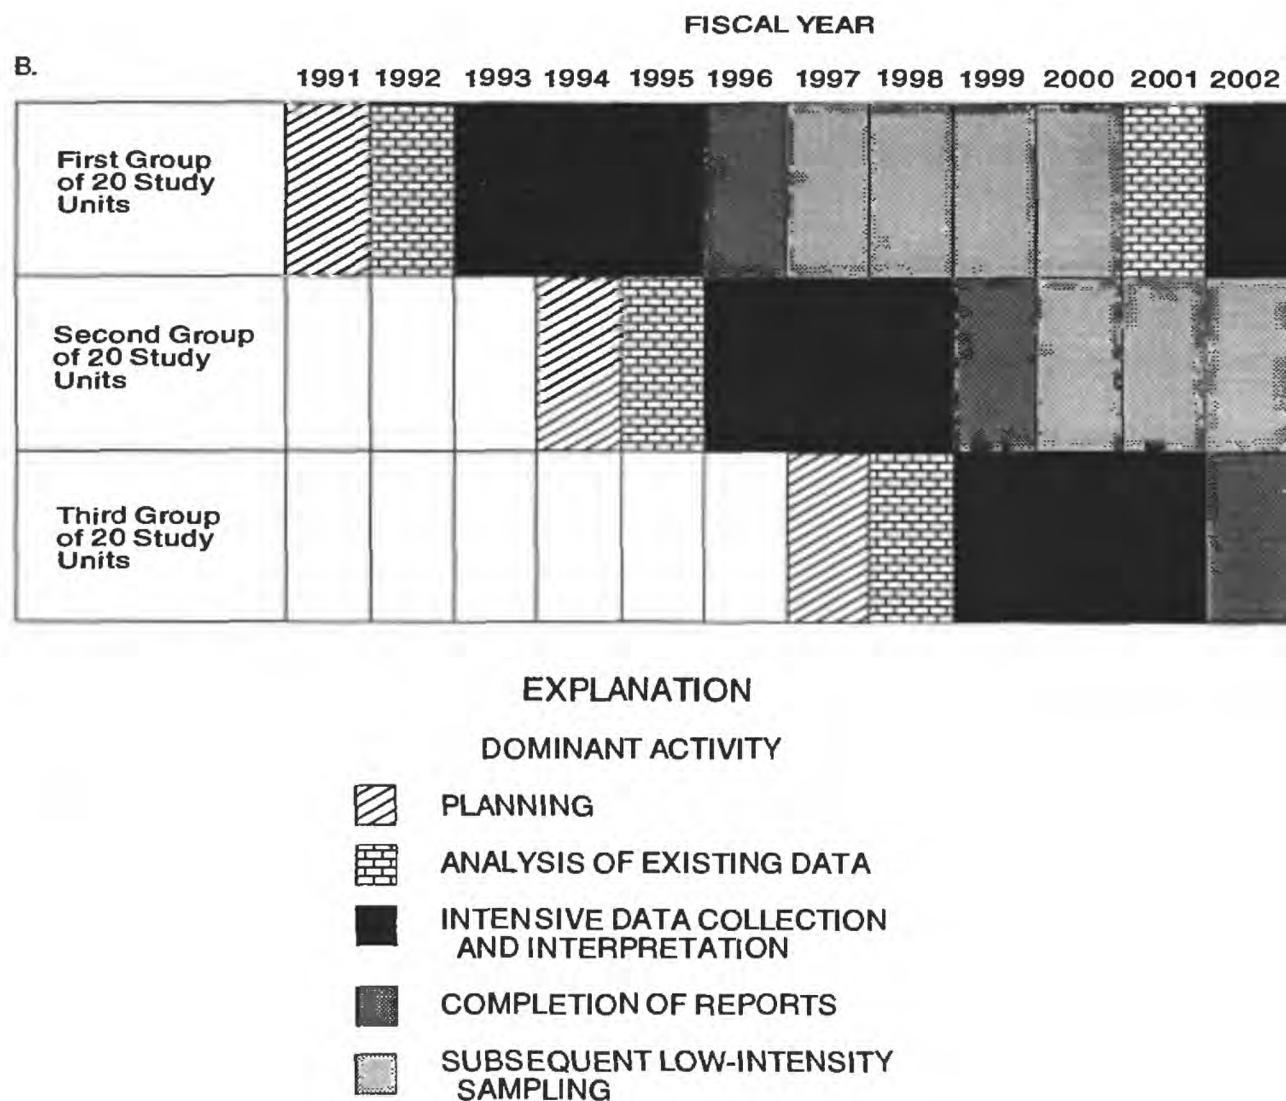 FISCAL YEAR
B.
1991 1992 1993 1994 1995 1996 1997 1998 1999 2000 2001 2002
First Group
of 20 Study
Units
Second Group
of 20 Study
Units
Third Group
of 20 Study
Units
EXPLANATION
DOMINANT ACTIVITY
PLANNING
ANALYSIS OF EXISTING DATA
INTENSIVE DATA COLLECTION
AND INTERPRETATION
COMPLETION OF REPORTS
SUBSEQUENT LOW-INTENSITY
SAMPLING